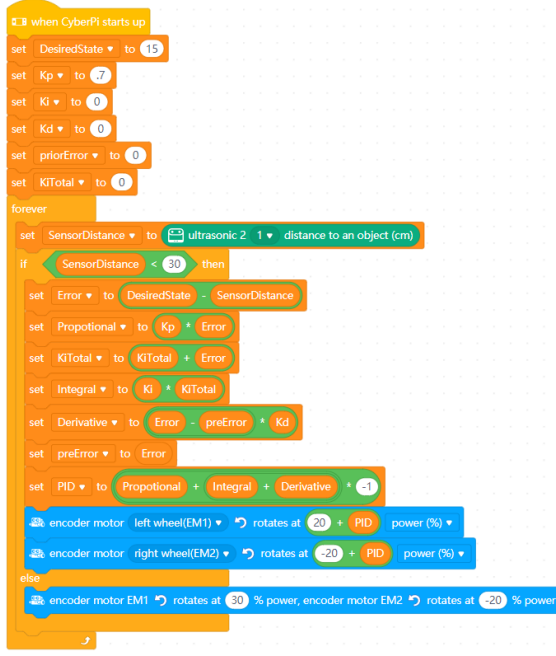 when CyberPi starts up
set DesiredState to 15
set Kp to .7
set Ki to 0
set Kd to 0
set priorError to 0
set KITotal to 0
forever
set SensorDistance to ultrasonic 2 1 distance to an object (cm)
if SensorDistance < 30 then
set Error to DesiredState - SensorDistance
set Propotional to Kp * Error
set KiTotal to KiTotal + Error
set Integral to Ki * KiTotal
set Derivative to Error - preError * Kd
set preError to Error
set PID to Propotional + Integral + Derivative * -1
encoder motor left wheel(EM1) rotates at 20 + PID power (%)
encoder motor right wheel(EM2) rotates at -20 + PID power (%)
else
encoder motor EM1 rotates at 30 % power, encoder motor EM2 rotates at -20 % power